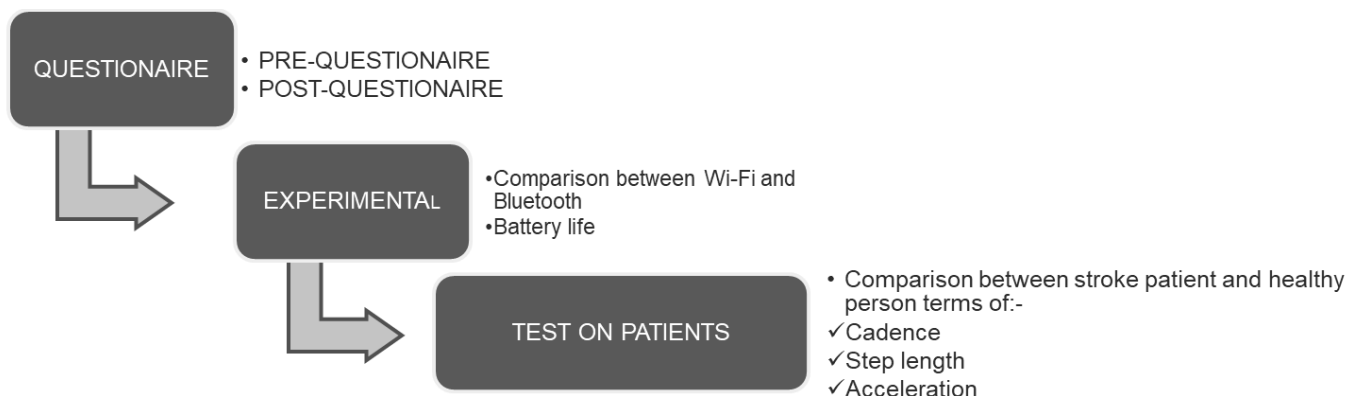 QUESTIONAIRE
• PRE-QUESTIONAIRE
• POST-QUESTIONAIRE
EXPERIMENTAL
•Comparison between Wi-Fi and
Bluetooth
•Battery life
TEST ON PATIENTS
• Comparison between stroke patient and healthy
person terms of:-
✓Cadence
✓Step length
✓Acceleration